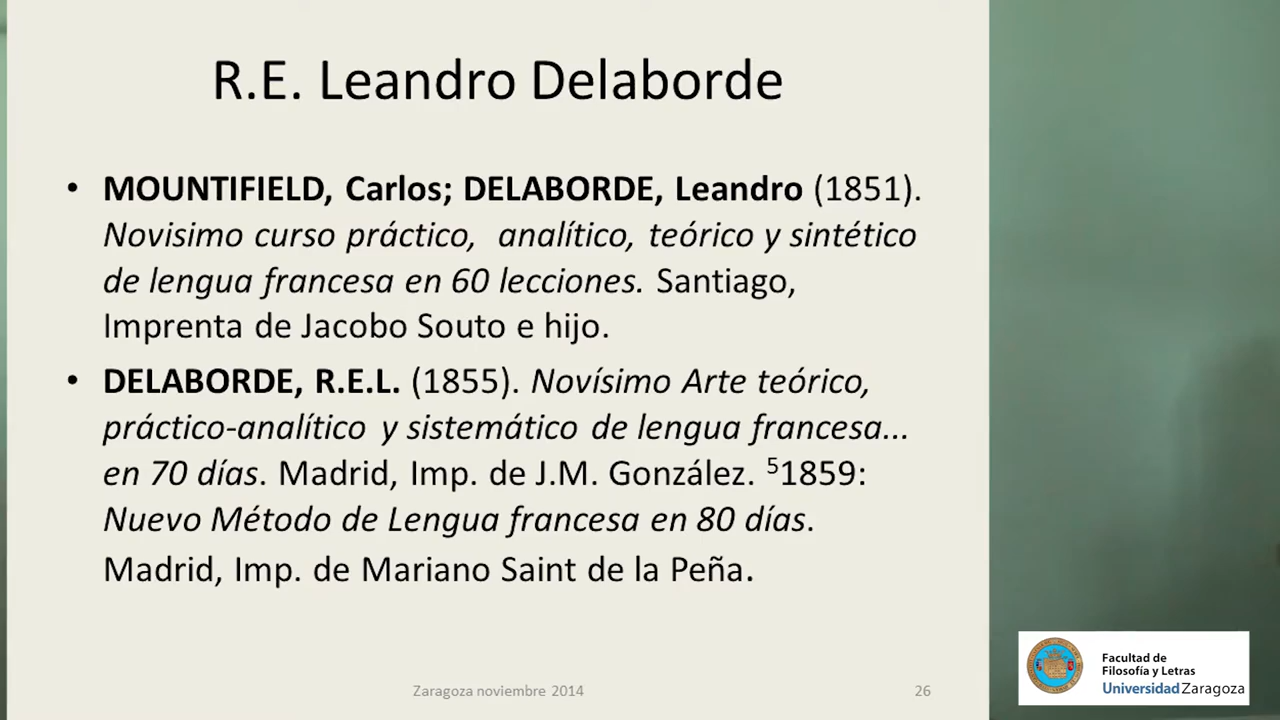 R.E. Leandro Delaborde
• MOUNTIFIELD, Carlos; DELABORDE, Leandro (1851).
Novisimo curso práctico, analítico, teórico y sintético
de lengua francesa en 60 lecciones. Santiago,
Imprenta de Jacobo Souto e hijo.
• DELABORDE, R.E.L. (1855). Novísimo Arte teórico,
práctico-analítico y sistemático de lengua francesa...
en 70 días. Madrid, Imp. de J.M. González. ⁵1859:
Nuevo Método de Lengua francesa en 80 días.
Madrid, Imp. de Mariano Saint de la Peña.
Zaragoza noviembre 2014
26
Facultad de
Filosofía y Letras
Universidad Zaragoza